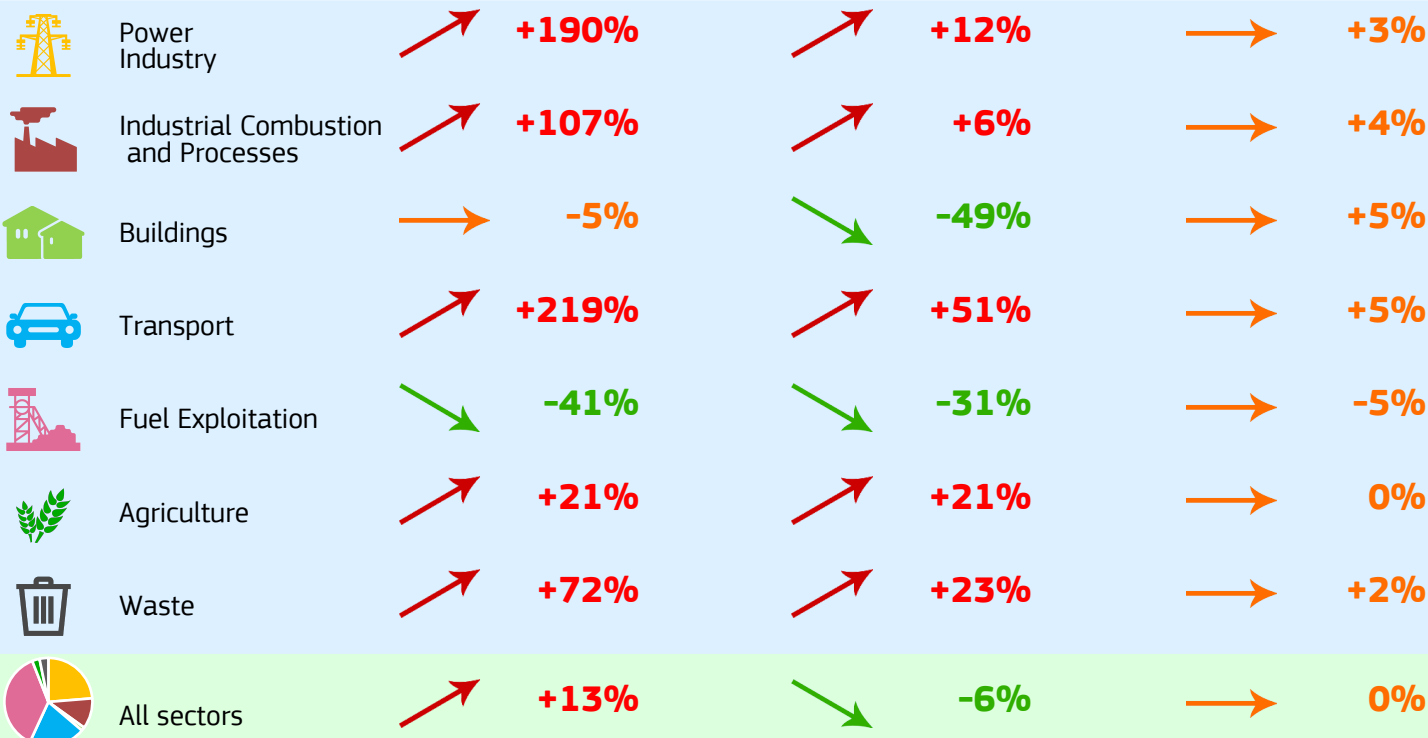 Power
Industry
+190%
+12%
+3%
Industrial Combustion
and Processes
+107%
+6%
+4%
Buildings
-5%
-49%
+5%
Transport
+219%
+51%
+5%
Fuel Exploitation
-41%
-31%
-5%
Agriculture
+21%
+21%
0%
Waste
+72%
+23%
+2%
All sectors
+13%
-6%
0%